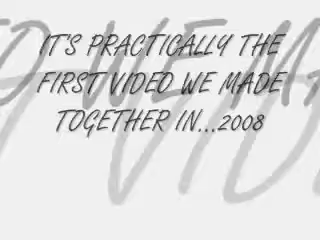 IT'S PRACTICALLY THE
FIRST VIDEO WE MADE
TOGETHER IN...2008